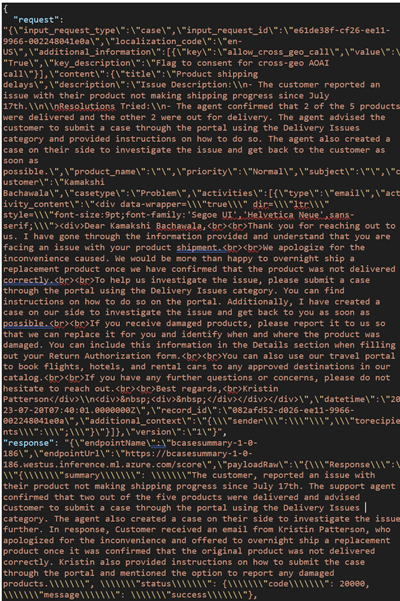 {
"request":
"{\"input_request_type\":\"case\",\"input_request_id\":\"e61de38f-cf26-ee11-
9966-002248041e0a\",\"localization_code\":\"en-
US\",\"additional_information\":[{\"key\":\"allow_cross_geo_call\",\"value\":\
"True\",\"key_description\":\"Flag to consent for cross-geo AOAI
call\"}],\"content\":{\"title\":\"Product shipping
delays\",\"description\":\"Issue Description:\\n- The customer reported an
issue with their product not making shipping progress since July
17th.\\n\\nResolutions Tried:\\n- The agent confirmed that 2 of the 5 products
were delivered and the other 2 were out for delivery. The agent advised the
customer to submit a case through the portal using the Delivery Issues
category and provided instructions on how to do so. The agent also created a
case on their side to investigate the issue and get back to the customer as
soon as
possible.\",\"product_name\":\"\",\"priority\":\"Normal\",\"subject\":\"\",\"c
ustomer\":\"Kamakshi
Bachawala\",\"casetype\":\"Problem\",\"activities\":[{\"type\":\"email\",\"act
ivity_content\":\"<div data-wrapper=\\\"true\\\" dir=\\\"ltr\\\"
style=\\\"font-size:9pt;font-family:'Segoe UI','Helvetica Neue',sans-
serif;\\\"><div>Dear Kamakshi Bachawala,<br><br>Thank you for reaching out to
us. I have gone through the information provided and understand that you are
facing an issue with your product shipment.<br><br>We apologize for the
inconvenience caused. We would be more than happy to overnight ship a
replacement product once we have confirmed that the product was not delivered
correctly.<br><br>To help us investigate the issue, please submit a case
through the portal using the Delivery Issues category. You can find
instructions on how to do so on the portal. Additionally, I have created a
case on our side to investigate the issue and get back to you as soon as
possible.<br><br>If you receive damaged products, please report it to us so
that we can replace it for you and identify when and where the product was
damaged. You can include this information in the Details section when filling
out your Return Authorization form.<br><br>You can also use our travel portal
to book flights, hotels, and rental cars to any approved destinations in our
catalog.<br><br>If you have any further questions or concerns, please do not
hesitate to reach out.<br><br>Best regards,<br>Kristin
Patterson</div>\\n<div>&nbsp;<div>&nbsp;</div></div></div>\",\"datetime\":\"20
23-07-20T07:40:01.0000000Z\",\"record_id\":\"082afd52-d026-ee11-9966-
002248041e0a\",\"additional_context\":{\\\"sender\\\":\\\"\\\",\\\"torecipie
nts\\\":\\\";\\\"}\"}]},\"version\":\"1\"}",
"response": "{\"endpointName\":\"bcasesummary-1-0-
186\",\"endpointUrl\":\"https://bcasesummary-1-0-
186.westus.inference.ml.azure.com/score\",\"payloadRaw\":\"{\\\"Response\\\":\
\"{\\\\\\\"summary\\\\\\\": \\\\\\\"The customer, reported an issue with
their product not making shipping progress since July 17th. The support agent
confirmed that two out of the five products were delivered and advised
Customer to submit a case through the portal using the Delivery Issues
category. The agent also created a case on their side to investigate the issue
further. In response, Customer received an email from Kristin Patterson, who
apologized for the inconvenience and offered to overnight ship a replacement
product once it was confirmed that the original product was not delivered
correctly. Kristin also provided instructions on how to submit the case
through the portal and mentioned the option to report any damaged
products.\\\\\\\", \\\\\\\"status\\\\\\\": {\\\\\\\"code\\\\\\\": 20000,
\\\\\\\"message\\\\\\\": \\\\\\\"success\\\\\\\"},